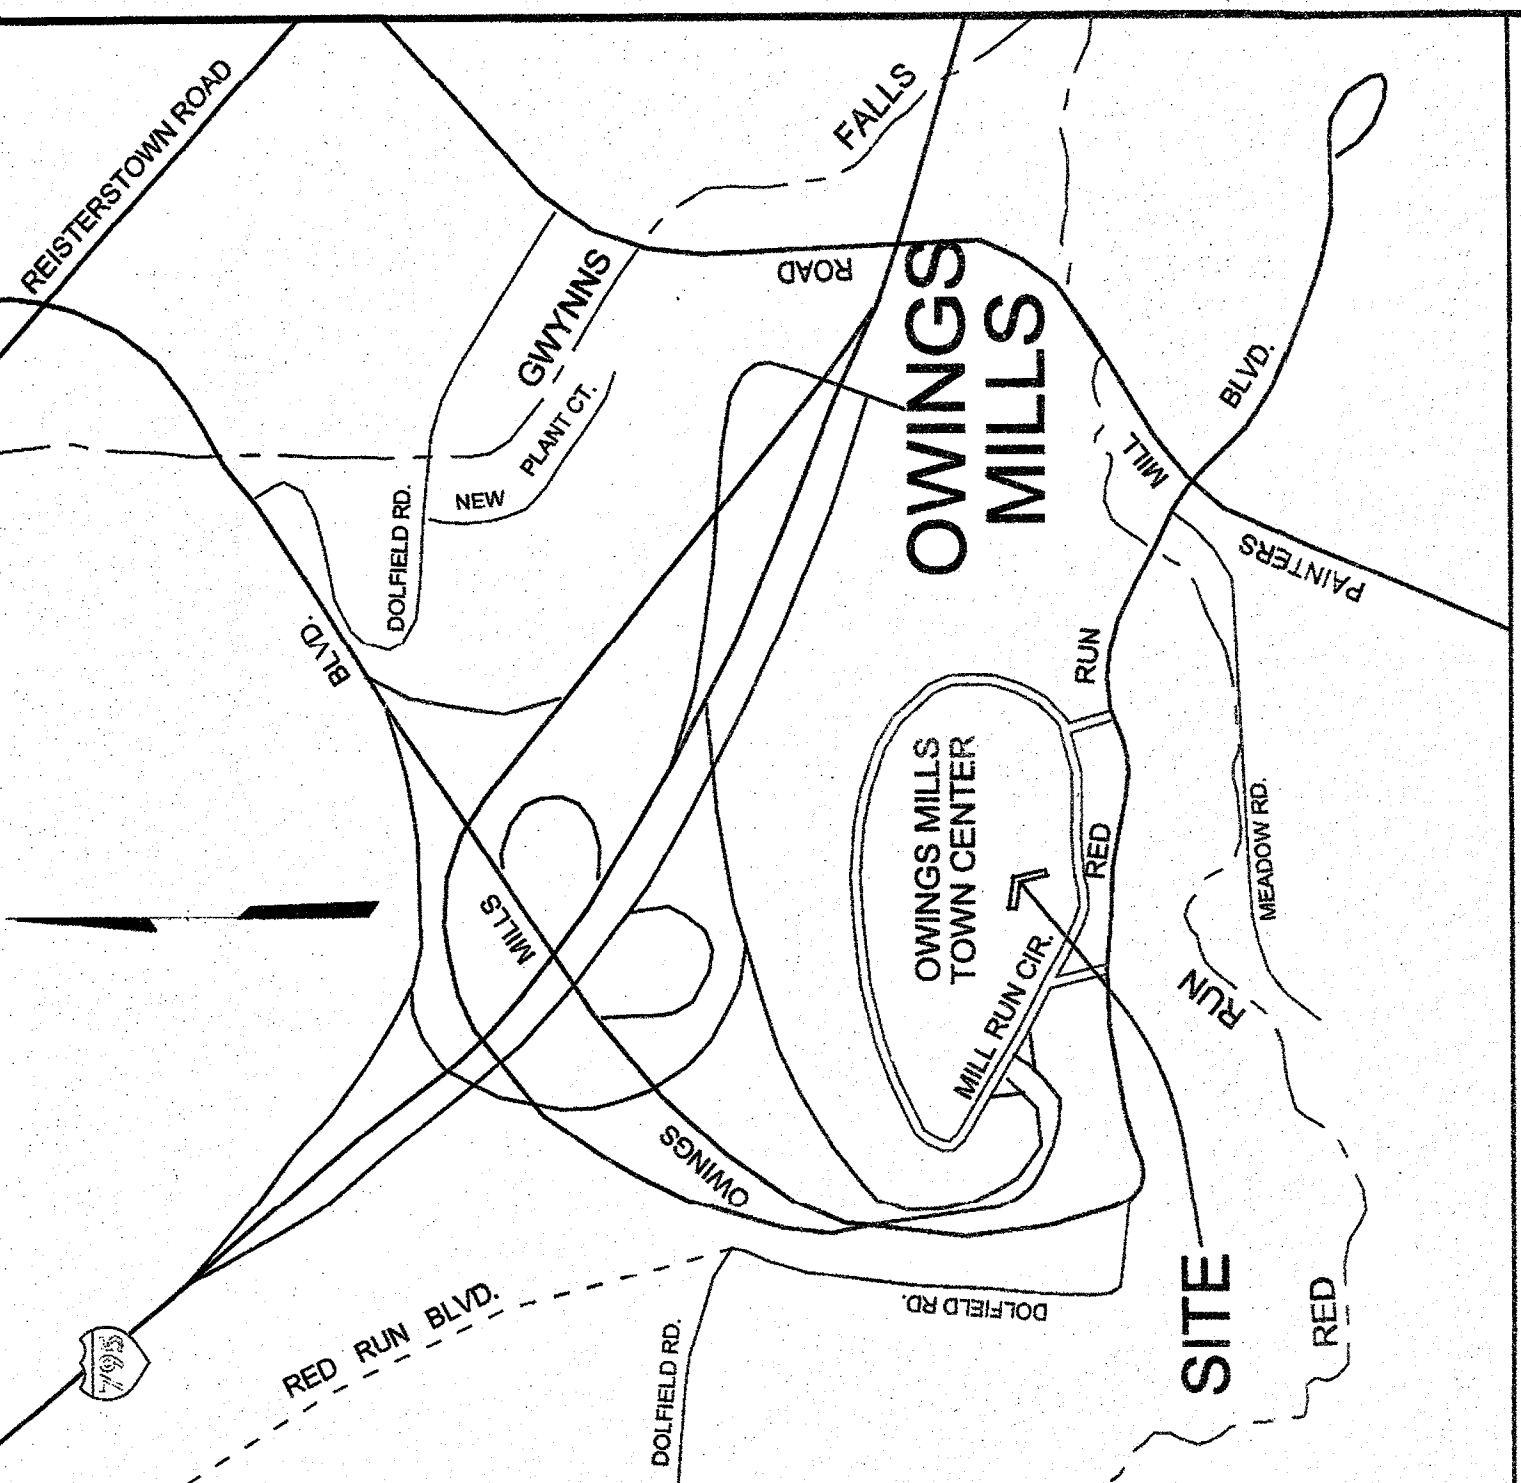 REISTERSTOWN ROAD
FALLS
GWYNNS
ROAD
OWINGS
MILLS
BLVD.
MILL
PAINTERS
NEW
PLANT CT.
DOLFIELD RD.
BLVD.
RUN
OWINGS MILLS
TOWN CENTER
RED
MEADOW RD.
MILLS
MILL RUN CIR.
RUN
OWINGS
RED RUN BLVD.
DOLFIELD RD.
DOLFIELD RD.
SITE
RED
795